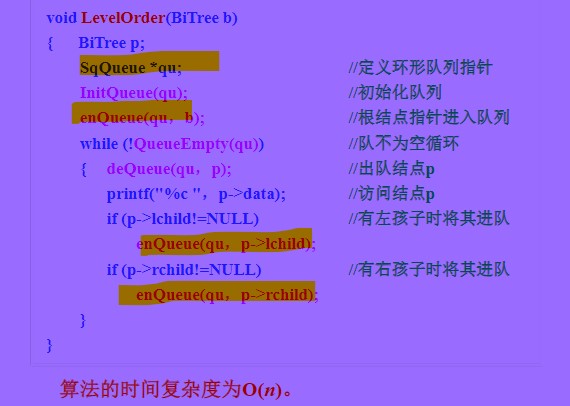 void LevelOrder(BiTree b)
{ BiTree p;
SqQueue *qu; //定义环形队列指针
InitQueue(qu); //初始化队列
enQueue(qu，b); //根结点指针进入队列
while (!QueueEmpty(qu)) //队不为空循环
{ deQueue(qu，p); //出队结点p
printf("%c "，p->data); //访问结点p
if (p->lchild!=NULL) //有左孩子时将其进队
enQueue(qu，p->lchild);
if (p->rchild!=NULL) //有右孩子时将其进队
enQueue(qu，p->rchild);
}
}
算法的时间复杂度为O(n)。